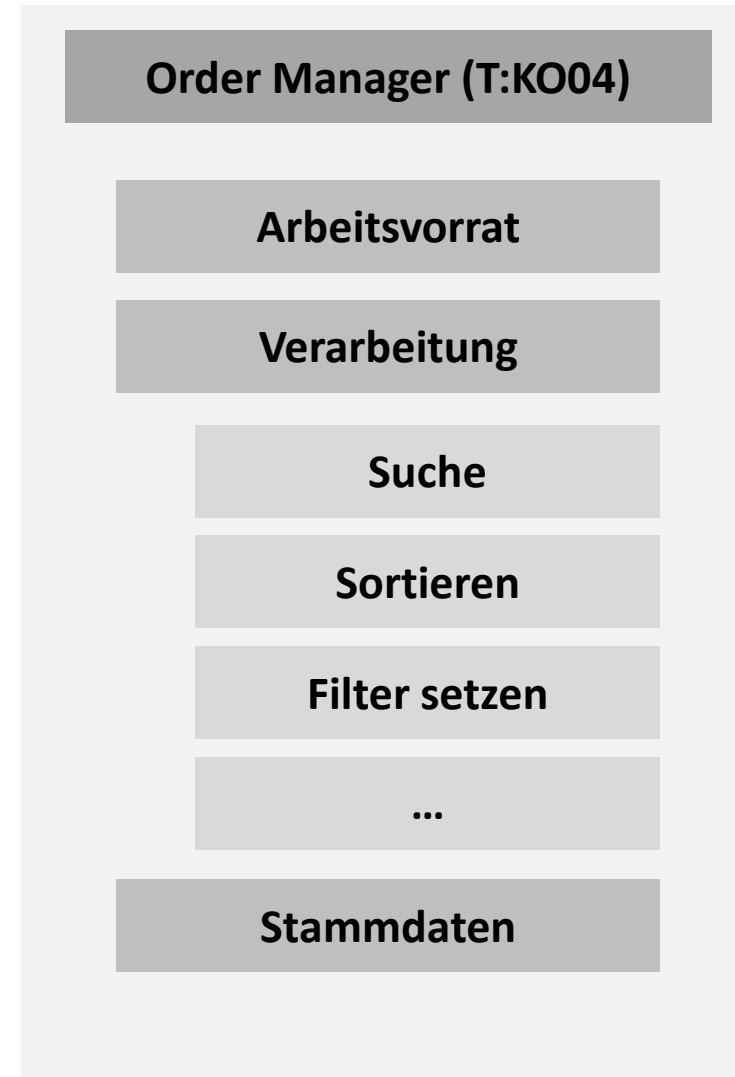 Order Manager (T:KO04)
Arbeitsvorrat
Verarbeitung
Suche
Sortieren
Filter setzen
…
Stammdaten